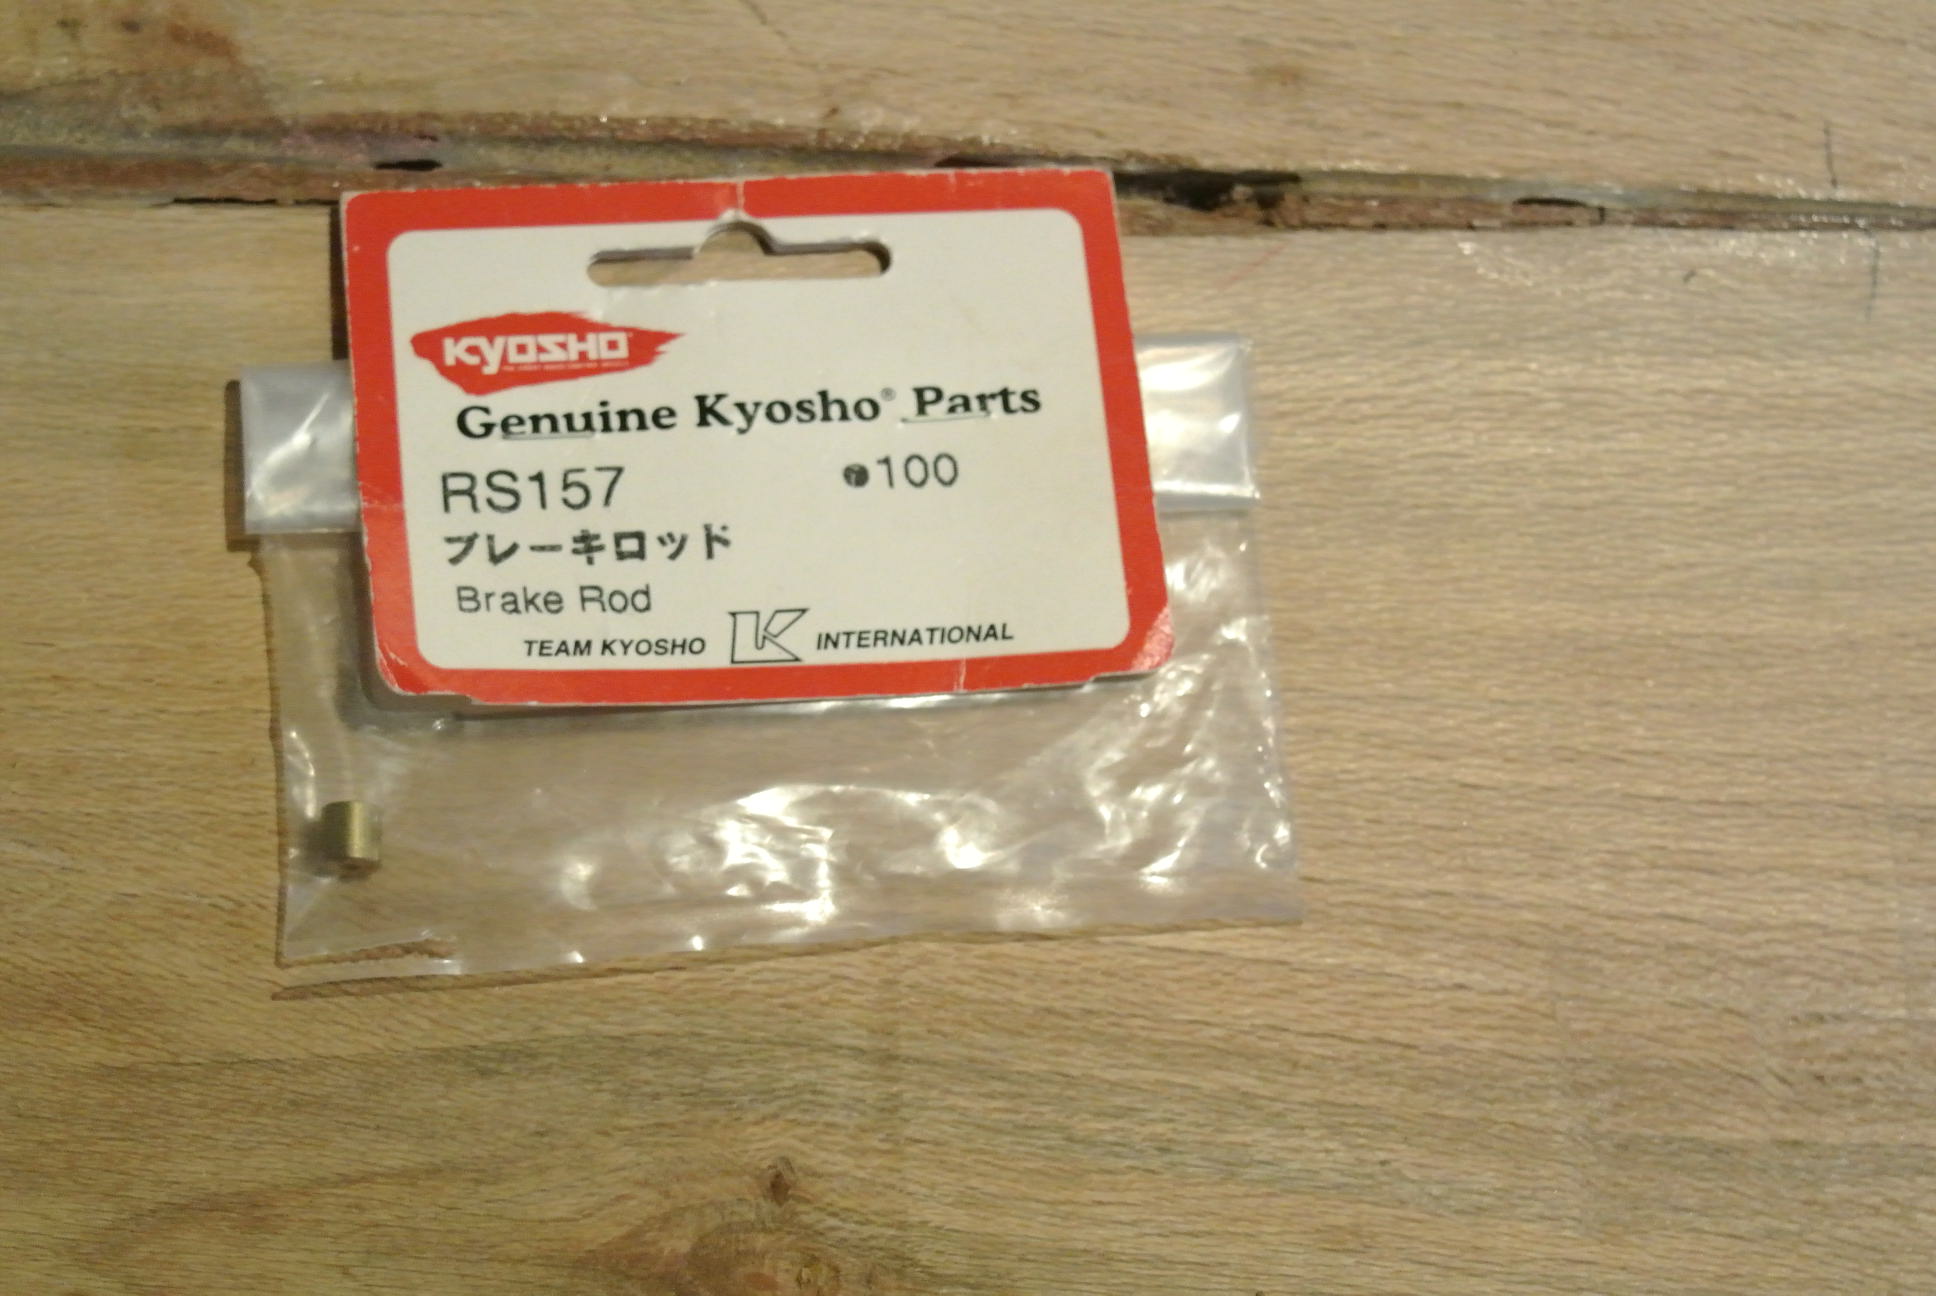 KYOSHO
Genuine Kyosho® Parts
RS157 ●100
ブレーキロッド
Brake Rod
TEAM KYOSHO K INTERNATIONAL